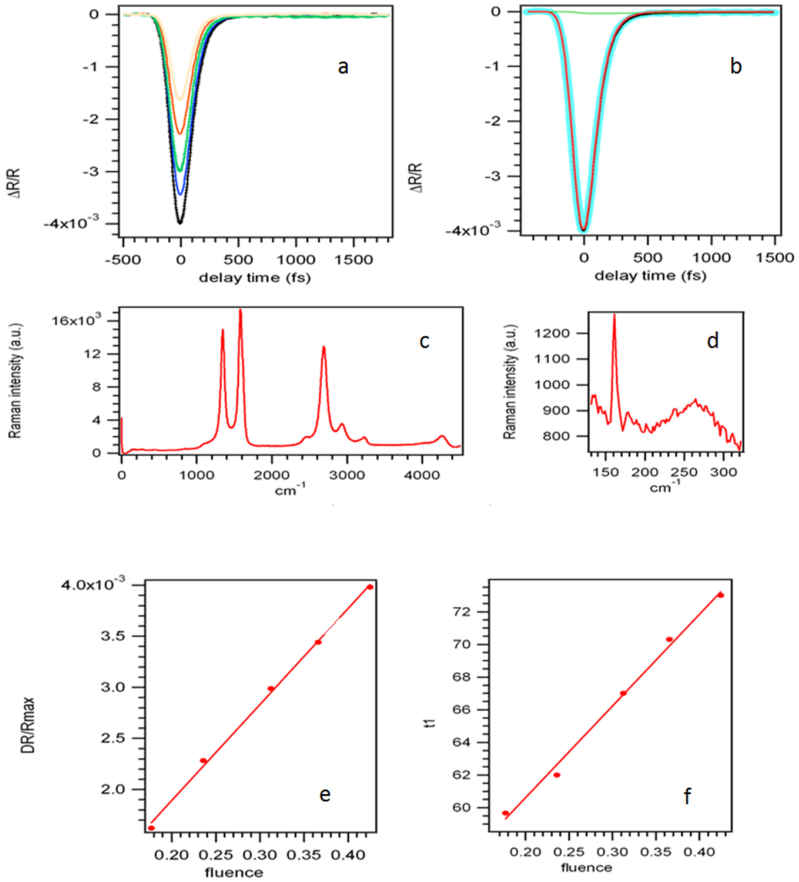 0
-1
-2
-3
-4x10-3
ΔR/R
a
-500
0
500
1000
1500
delay time (fs)
0
-1
-2
-3
-4x10-3
ΔR/R
b
0
500
1000
1500
delay time (fs)
16x103
12
8
4
0
Raman intensity (a.u.)
c
0
1000
2000
3000
4000
cm-1
1200
1100
1000
900
800
Raman intensity (a.u.)
d
150
200
250
300
cm-1
4.0x10-3
3.5
3.0
2.5
2.0
DR/Rmax
e
0.20
0.25
0.30
0.35
0.40
fluence
72
70
68
66
64
62
60
t1
f
0.20
0.25
0.30
0.35
0.40
fluence